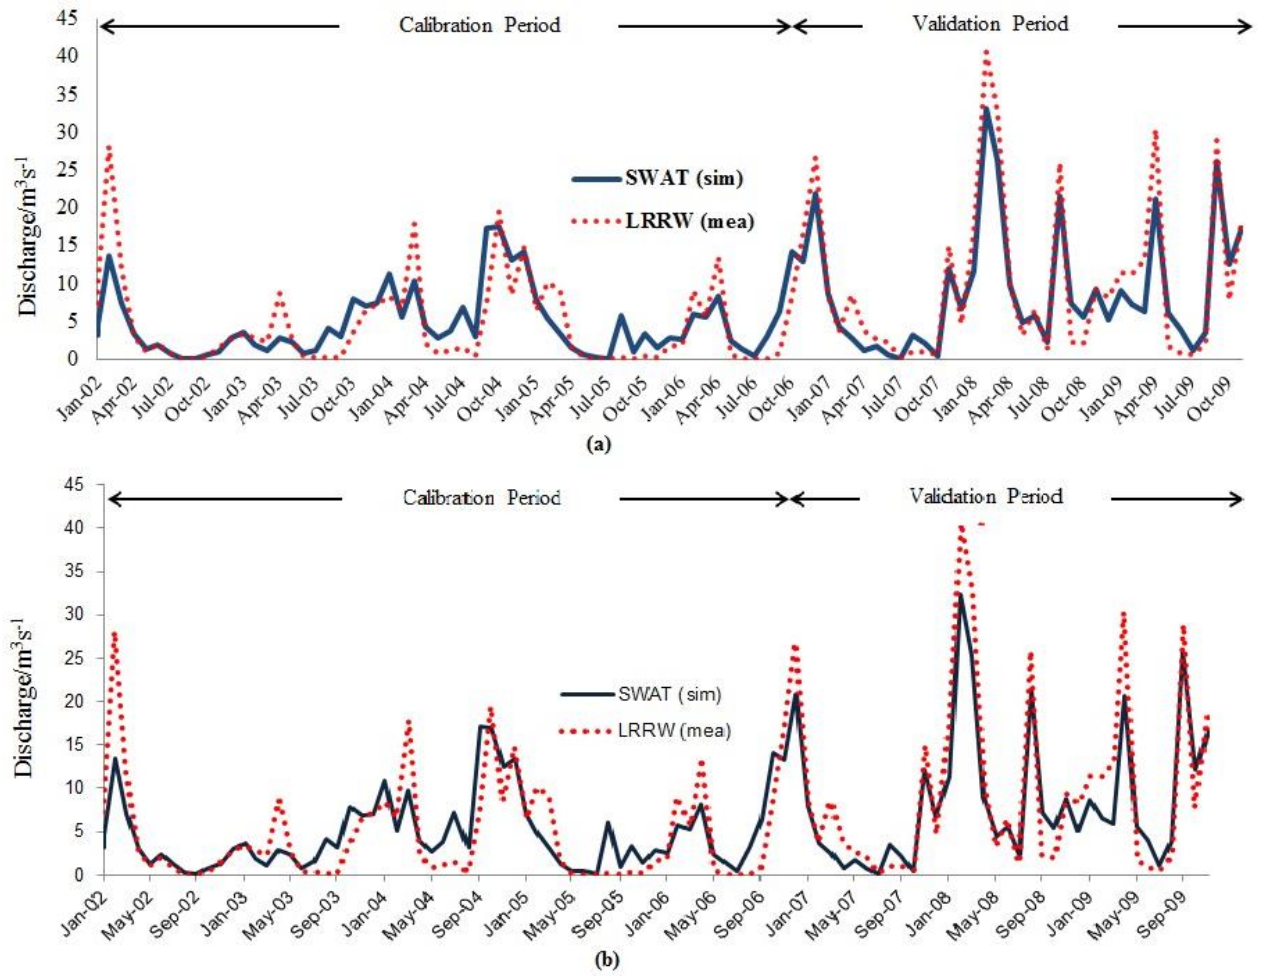 Calibration Period
Validation Period
Discharge/m³s⁻¹
45
40
35
30
25
20
15
10
5
0
SWAT (sim)
LRRW (mea)
Jan-02 Apr-02 Jul-02 Oct-02 Jan-03 Apr-03 Jul-03 Oct-03 Jan-04 Apr-04 Jul-04 Oct-04 Jan-05 Apr-05 Jul-05 Oct-05 Jan-06 Apr-06 Jul-06 Oct-06 Jan-07 Apr-07 Jul-07 Oct-07 Jan-08 Apr-08 Jul-08 Oct-08 Jan-09 Apr-09 Jul-09 Oct-09
(a)
Calibration Period
Validation Period
Discharge/m³s⁻¹
45
40
35
30
25
20
15
10
5
0
SWAT (sim)
LRRW (mea)
Jan-02 May-02 Sep-02 Jan-03 May-03 Sep-03 Jan-04 May-04 Sep-04 Jan-05 May-05 Sep-05 Jan-06 May-06 Sep-06 Jan-07 May-07 Sep-07 Jan-08 May-08 Sep-08 Jan-09 May-09 Sep-09
(b)